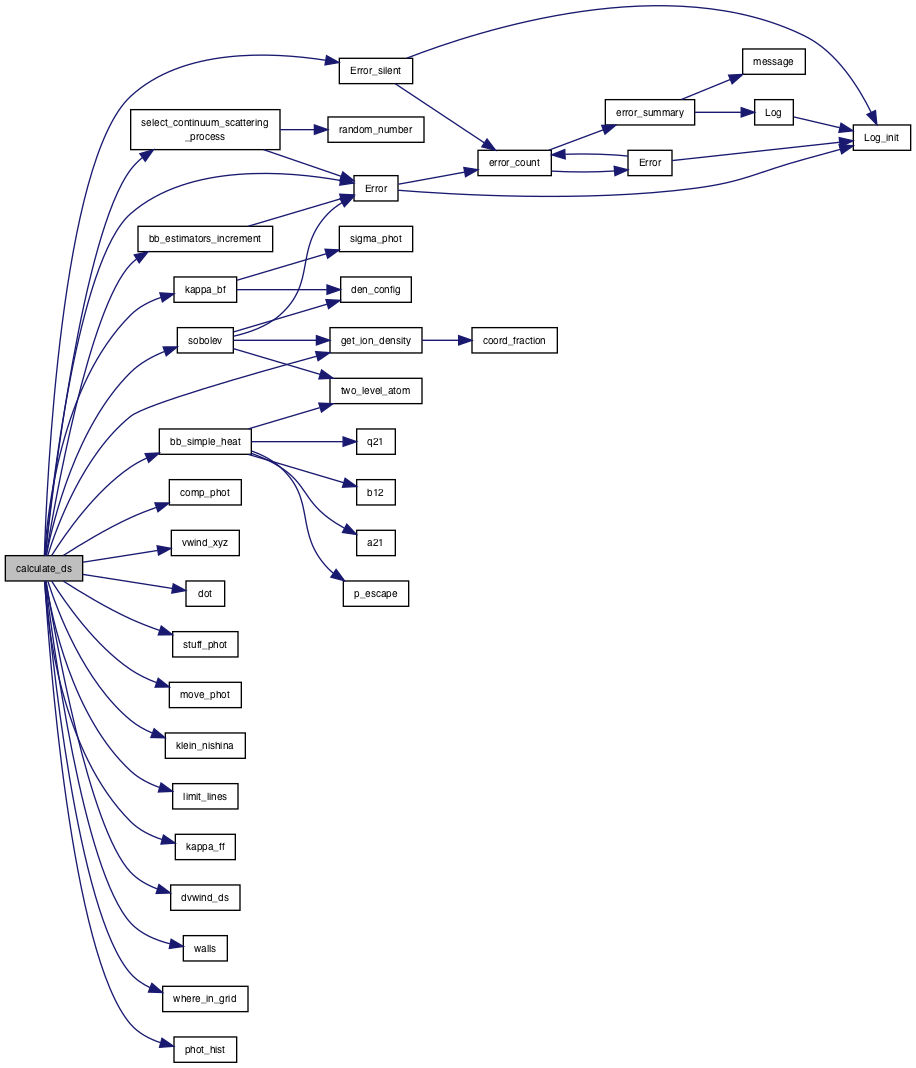 message
Error_silent
Log
error_summary
select_continuum_scattering
_process
random_number
Log_init
error_count
Error
Error
bb_estimators_increment
sigma_phot
kappa_bf
den_config
sobolev
get_ion_density
coord_fraction
two_level_atom
bb_simple_heat
q21
comp_phot
b12
vwind_xyz
a21
calculate_ds
dot
p_escape
stuff_phot
move_phot
klein_nishina
limit_lines
kappa_ff
dvwind_ds
walls
where_in_grid
phot_hist